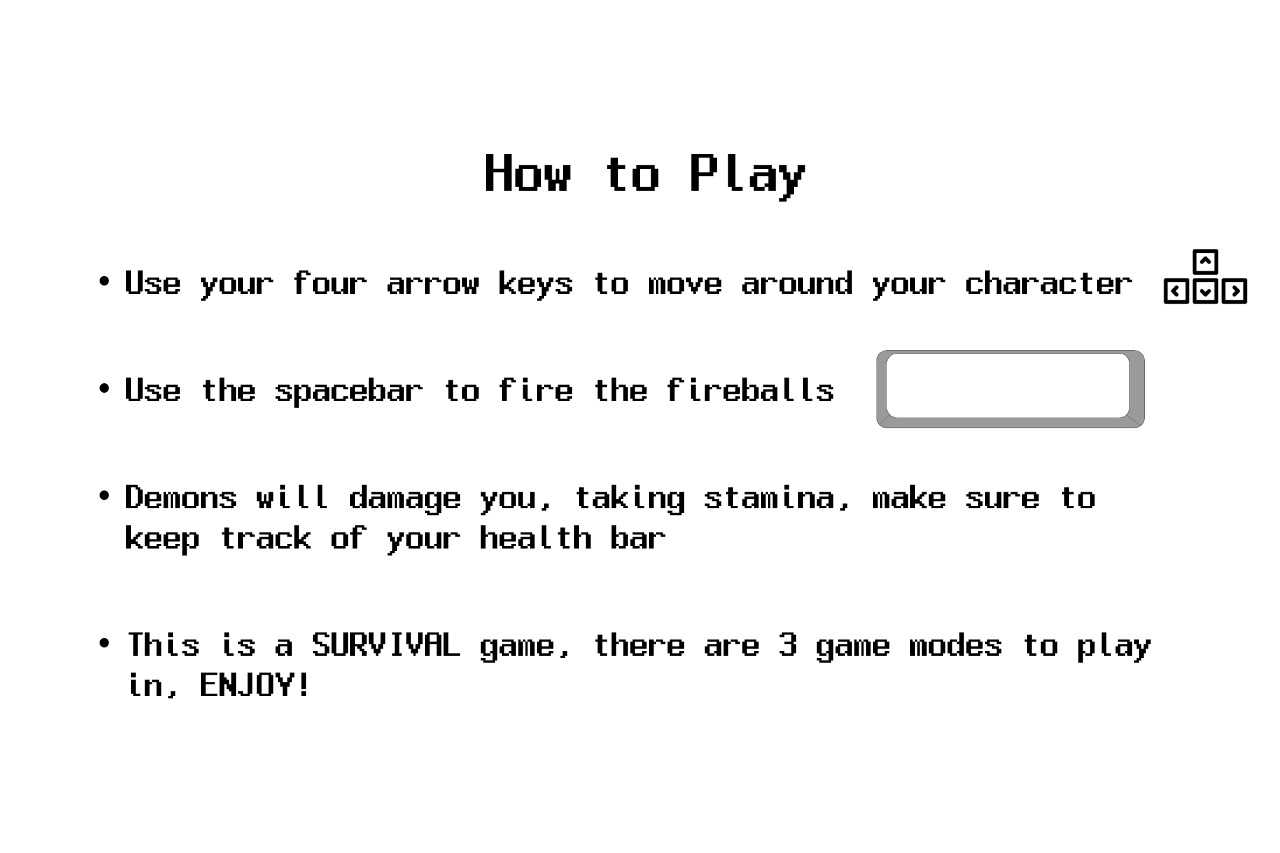 How to Play
• Use your four arrow keys to move around your character
• Use the spacebar to fire the fireballs
• Demons will damage you, taking stamina, make sure to
keep track of your health bar
• This is a SURVIVAL game, there are 3 game modes to play
in, ENJOY!